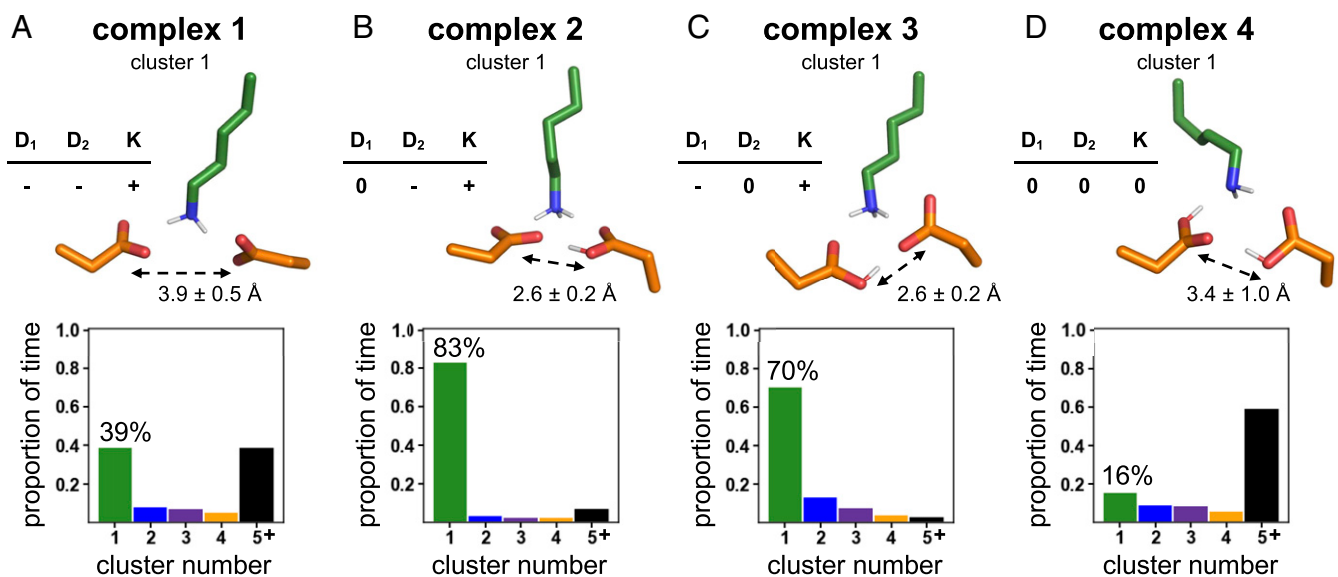 A complex 1
cluster 1
D₁ D₂ K
- - +
3.9 ± 0.5 Å
proportion of time
1.0
0.8
0.6
0.4
0.2
39%
1 2 3 4 5+
cluster number
B complex 2
cluster 1
D₁ D₂ K
0 - +
2.6 ± 0.2 Å
proportion of time
1.0
0.8
0.6
0.4
0.2
83%
1 2 3 4 5+
cluster number
C complex 3
cluster 1
D₁ D₂ K
- 0 +
2.6 ± 0.2 Å
proportion of time
1.0
0.8
0.6
0.4
0.2
70%
1 2 3 4 5+
cluster number
D complex 4
cluster 1
D₁ D₂ K
0 0 0
3.4 ± 1.0 Å
proportion of time
1.0
0.8
0.6
0.4
0.2
16%
1 2 3 4 5+
cluster number